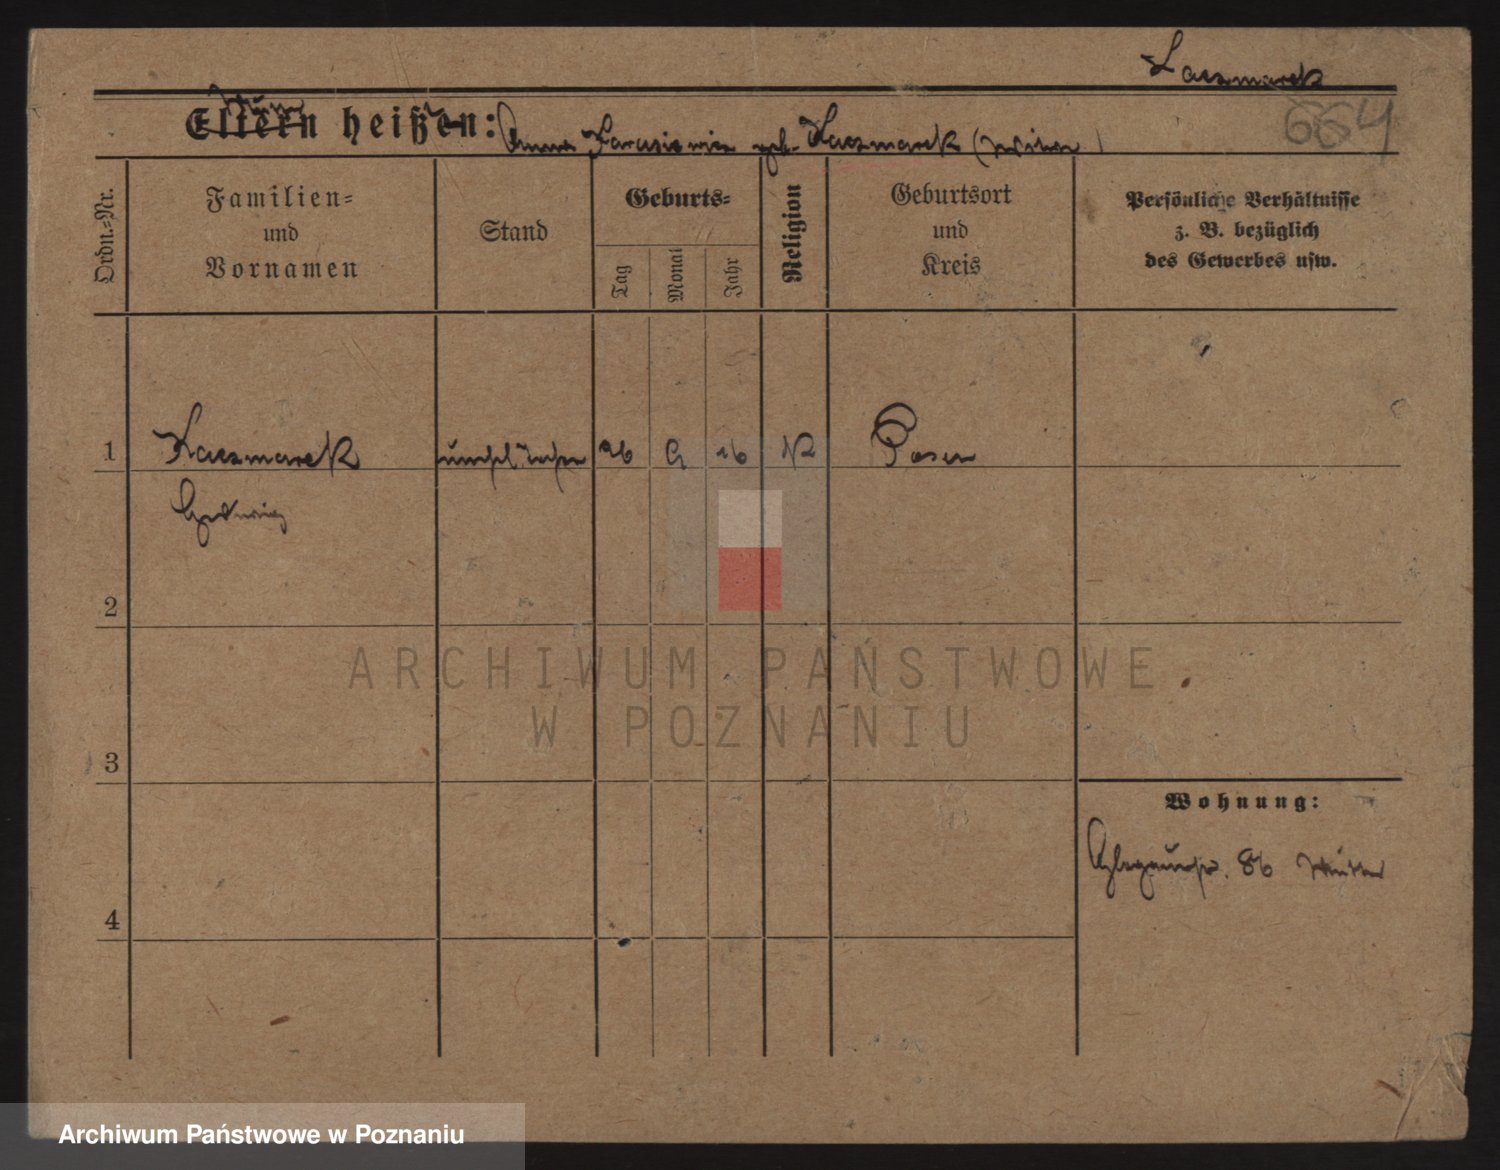 Kaczmarek
664
Eltern heißen: Anna Karasiewicz geb. Kaczmarek
Ordn.-Nr.
Familien-
und
Vornamen
Stand
Geburts-
Tag
Monat
Jahr
Religion
Geburtsort
und
Kreis
Persönliche Verhältnisse
z. B. bezüglich
des Gewerbes usw.
1 Kaczmarek 26 16 Posen
Hedwig
2
ARCHIWUM PAŃSTWOWE
W POZNANIU
3
Wohnung:
86
4
Archiwum Państwowe w Poznaniu